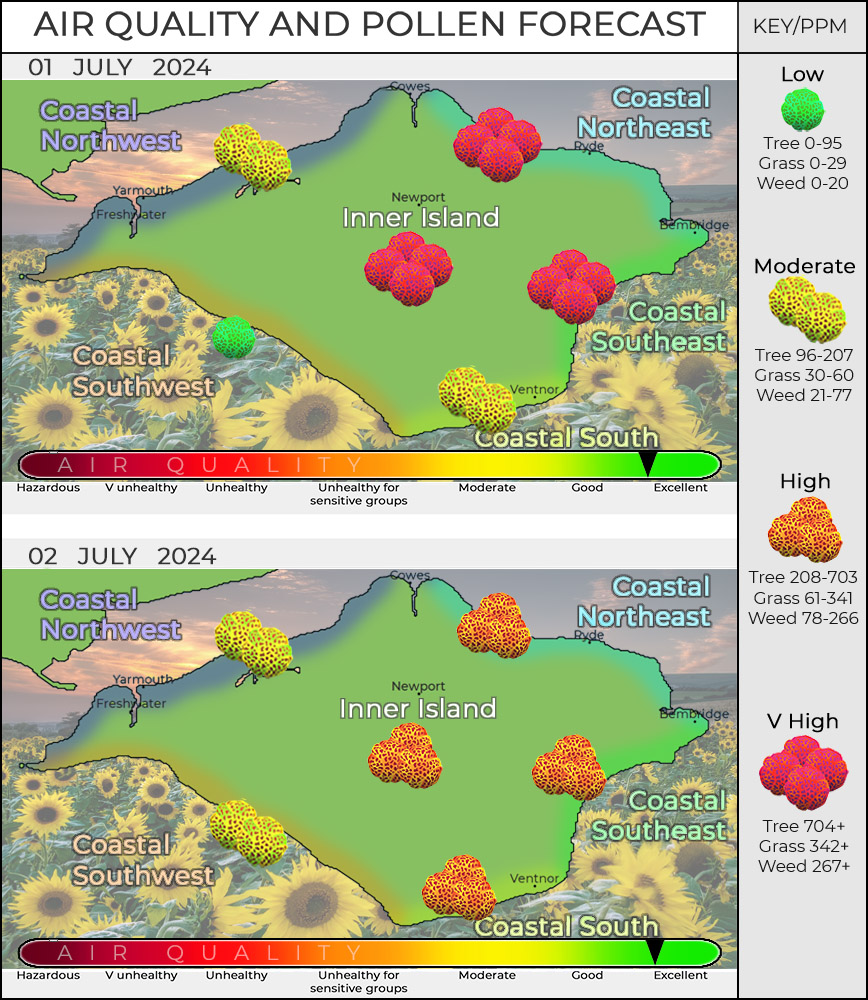 AIR QUALITY AND POLLEN FORECAST
KEY/PPM
01 JULY 2024
Cowes
Coastal
Northwest
Coastal
Northeast
Ryde
Yarmouth
Freshwater
Newport
Inner Island
Bembridge
Coastal
Southeast
Coastal
Southwest
Ventnor
Coastal South
AIR QUALITY
Hazardous
V unhealthy
Unhealthy
Unhealthy for
sensitive groups
Moderate
Good
Excellent
02 JULY 2024
Cowes
Coastal
Northwest
Coastal
Northeast
Ryde
Yarmouth
Freshwater
Newport
Inner Island
Bembridge
Coastal
Southeast
Coastal
Southwest
Ventnor
Coastal South
AIR QUALITY
Hazardous
V unhealthy
Unhealthy
Unhealthy for
sensitive groups
Moderate
Good
Excellent
Low
Tree 0-95
Grass 0-29
Weed 0-20
Moderate
Tree 96-207
Grass 30-60
Weed 21-77
High
Tree 208-703
Grass 61-341
Weed 78-266
V High
Tree 704+
Grass 342+
Weed 267+